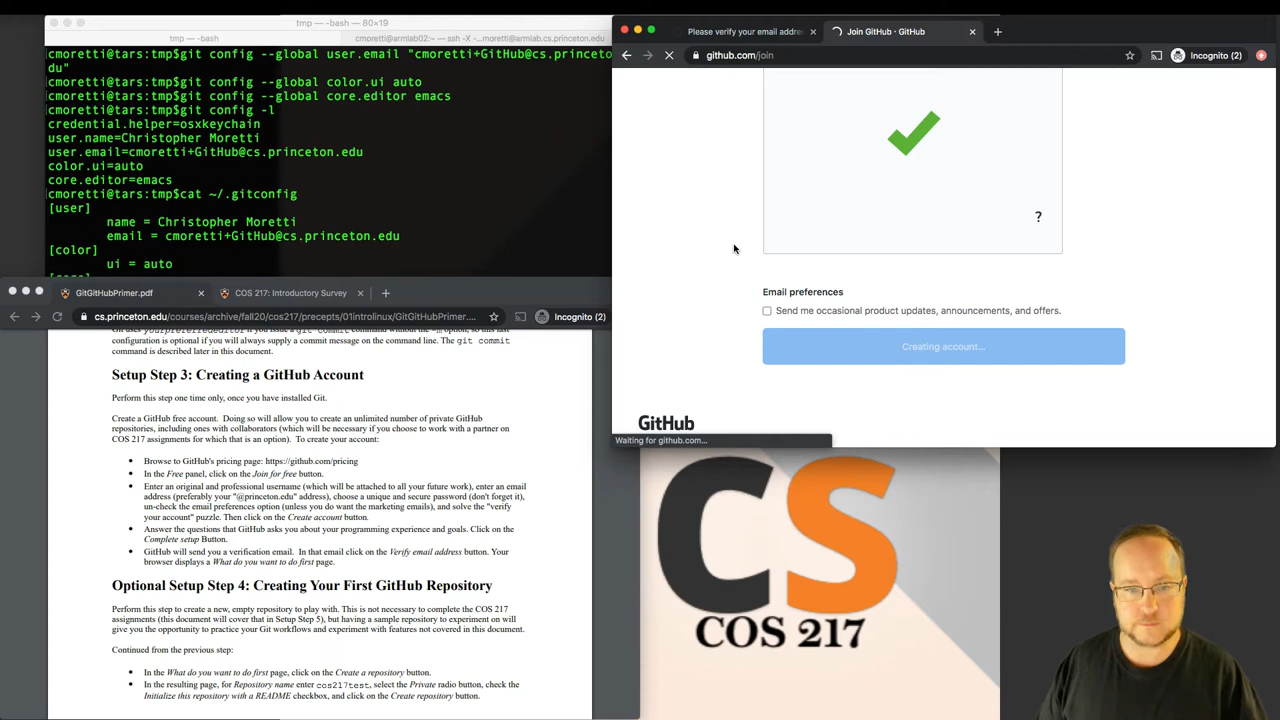 tmp — -bash — 80×19
tmp — -bash
cmoretti@armlab02:~ — ssh -X -...moretti@armlab.cs.princeton.edu
cmoretti@tars:tmp$git config --global user.email "cmoretti+GitHub@cs.princeto
du"
cmoretti@tars:tmp$git config --global color.ui auto
cmoretti@tars:tmp$git config --global core.editor emacs
cmoretti@tars:tmp$git config -l
credential.helper=osxkeychain
user.name=Christopher Moretti
user.email=cmoretti+GitHub@cs.princeton.edu
color.ui=auto
core.editor=emacs
cmoretti@tars:tmp$cat ~/.gitconfig
[user]
name = Christopher Moretti
email = cmoretti+GitHub@cs.princeton.edu
[color]
ui = auto
Please verify your email addre
Join GitHub · GitHub
github.com/join
Incognito (2)
?
Email preferences
Send me occasional product updates, announcements, and offers.
Creating account...
GitHub
Waiting for github.com...
GitGitHubPrimer.pdf
COS 217: Introductory Survey
cs.princeton.edu/courses/archive/fall20/cos217/precepts/01introlinux/GitGitHubPrimer....
Incognito (2)
configuration is optional if you will always supply a commit message on the command line. The git commit
command is described later in this document.
Setup Step 3: Creating a GitHub Account
Perform this step one time only, once you have installed Git.
Create a GitHub free account. Doing so will allow you to create an unlimited number of private GitHub
repositories, including ones with collaborators (which will be necessary if you choose to work with a partner on
COS 217 assignments for which that is an option). To create your account:
• Browse to GitHub's pricing page: https://github.com/pricing
• In the Free panel, click on the Join for free button.
• Enter an original and professional username (which will be attached to all your future work), enter an email
address (preferably your "@princeton.edu" address), choose a unique and secure password (don't forget it),
un-check the email preferences option (unless you do want the marketing emails), and solve the "verify
your account" puzzle. Then click on the Create account button.
• Answer the questions that GitHub asks you about your programming experience and goals. Click on the
Complete setup Button.
• GitHub will send you a verification email. In that email click on the Verify email address button. Your
browser displays a What do you want to do first page.
Optional Setup Step 4: Creating Your First GitHub Repository
Perform this step to create a new, empty repository to play with. This is not necessary to complete the COS 217
assignments (this document will cover that in Setup Step 5), but having a sample repository to experiment on will
give you the opportunity to practice your Git workflows and experiment with features not covered in this document.
Continued from the previous step:
• In the What do you want to do first page, click on the Create a repository button.
• In the resulting page, for Repository name enter cos217test, select the Private radio button, check the
Initialize this repository with a README checkbox, and click on the Create repository button.
CS
COS 217